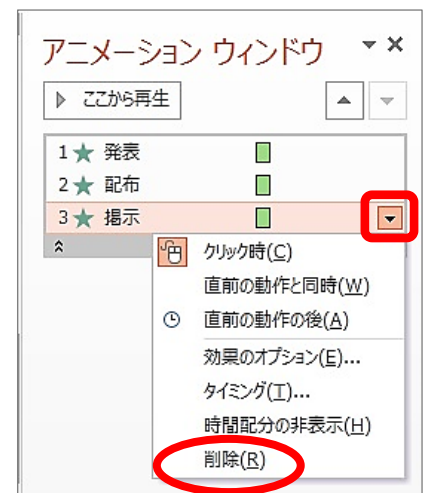 アニメーション ウィンドウ
ここから再生
1 発表
2 配布
3 掲示
クリック時(C)
直前の動作と同時(W)
直前の動作の後(A)
効果のオプション(E)...
タイミング(T)...
時間配分の非表示(H)
削除(R)